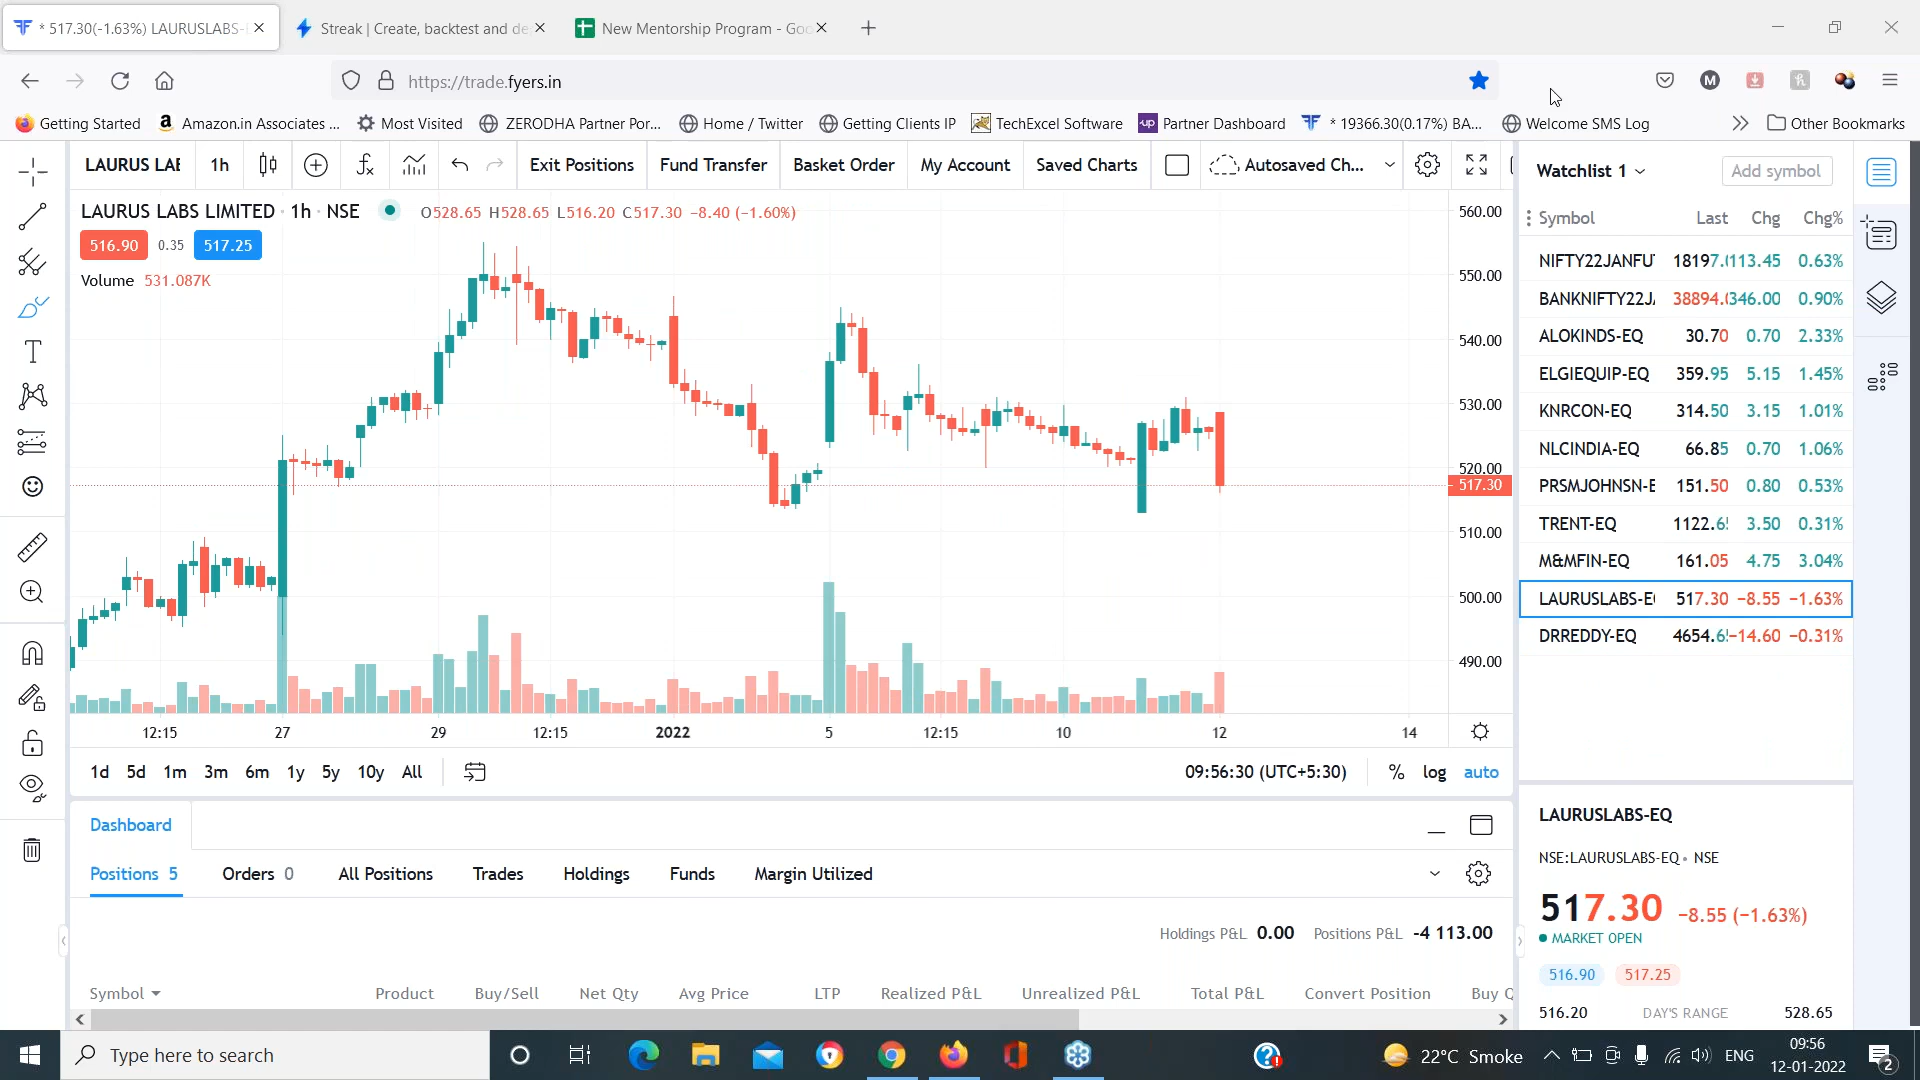 * 517.30(-1.63%) LAURUSLABS-
Streak | Create, backtest and de
New Mentorship Program - Goo
https://trade.fyers.in
Getting Started
Amazon.in Associates ...
Most Visited
ZERODHA Partner Por...
Home / Twitter
Getting Clients IP
TechExcel Software
Partner Dashboard
* 19366.30(0.17%) BA...
Welcome SMS Log
Other Bookmarks
LAURUS LAE 1h Exit Positions Fund Transfer Basket Order My Account Saved Charts Autosaved Ch...
LAURUS LABS LIMITED · 1h · NSE O528.65 H528.65 L516.20 C517.30 −8.40 (−1.60%)
516.90 0.35 517.25
Volume 531.087K
560.00
550.00
540.00
530.00
520.00
517.30
510.00
500.00
490.00
12:15 27 29 12:15 2022 5 12:15 10 12 14
1d 5d 1m 3m 6m 1y 5y 10y All
09:56:30 (UTC+5:30) % log auto
Dashboard
Positions 5 Orders 0 All Positions Trades Holdings Funds Margin Utilized
Holdings P&L 0.00 Positions P&L -4 113.00
Symbol Product Buy/Sell Net Qty Avg Price LTP Realized P&L Unrealized P&L Total P&L Convert Position Buy Q
Watchlist 1 Add symbol
Symbol Last Chg Chg%
NIFTY22JANFU 18197. 113.45 0.63%
BANKNIFTY22J 38894. 346.00 0.90%
ALOKINDS-EQ 30.70 0.70 2.33%
ELGIEQUIP-EQ 359.95 5.15 1.45%
KNRCON-EQ 314.50 3.15 1.01%
NLCINDIA-EQ 66.85 0.70 1.06%
PRSMJOHNSN-E 151.50 0.80 0.53%
TRENT-EQ 1122.6 3.50 0.31%
M&MFIN-EQ 161.05 4.75 3.04%
LAURUSLABS-E 517.30 −8.55 −1.63%
DRREDDY-EQ 4654.6 −14.60 −0.31%
LAURUSLABS-EQ
NSE:LAURUSLABS-EQ • NSE
517.30 −8.55 (−1.63%)
MARKET OPEN
516.90 517.25
516.20 DAY'S RANGE 528.65
Type here to search
22°C Smoke
ENG
09:56
12-01-2022
2